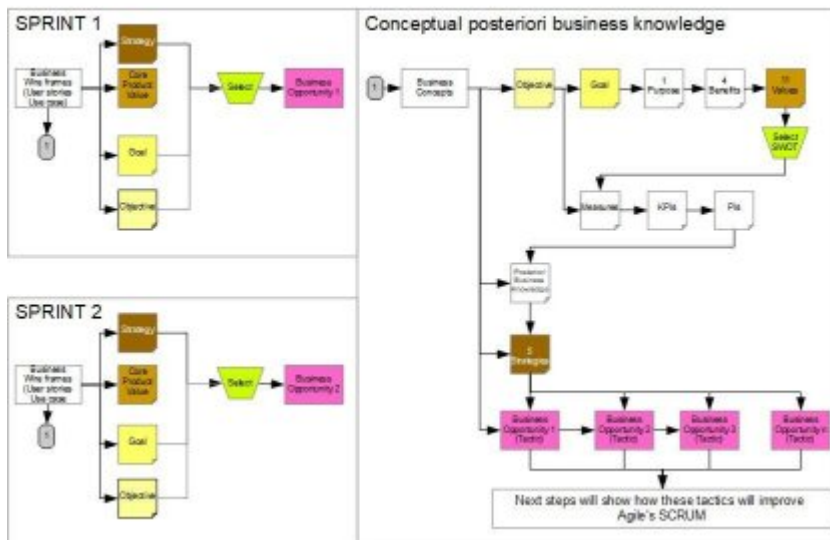 SPRINT 1
Strategy
Business
Wire frames
(User stories
Use case)
Core
Product
Value
Select
Business
Opportunity 1
1
Goal
Objective
SPRINT 2
Strategy
Business
Wire frames
(User stories
Use case
Core
Product
Value
Select
Business
Opportunity 2
1
Goal
Objective
Conceptual posteriori business knowledge
1
Business
Concepts
Objective
Goal
1
Purpose
4
Benefits
Values
Select
SWOT
Measures
KPIs
PIs
Posteriori
Business
Knowledge
Strategies
Business
Opportunity 1
(Tactic)
Business
Opportunity 2
(Tactic)
Business
Opportunity 3
(Tactic)
Business
Opportunity n
(Tactic)
Next steps will show how these tactics will improve
Agile's SCRUM